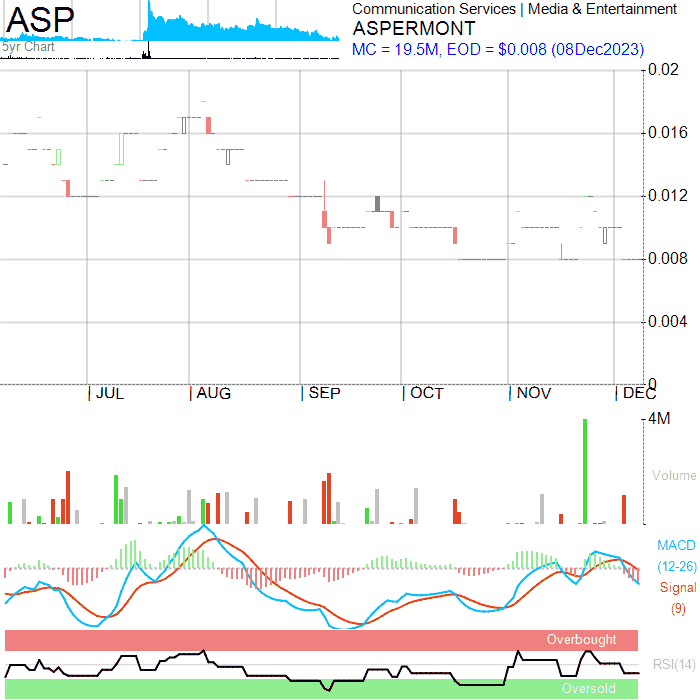 ASP
Communication Services | Media & Entertainment
ASPERMONT
5yr Chart
MC = 19.5M, EOD = $0.008 (08Dec2023)
0.02
0.016
0.012
0.008
0.004
0
| JUL | AUG | SEP | OCT | NOV | DEC
4M
Volume
MACD
(12-26)
Signal
(9)
Overbought
RSI(14)
Oversold